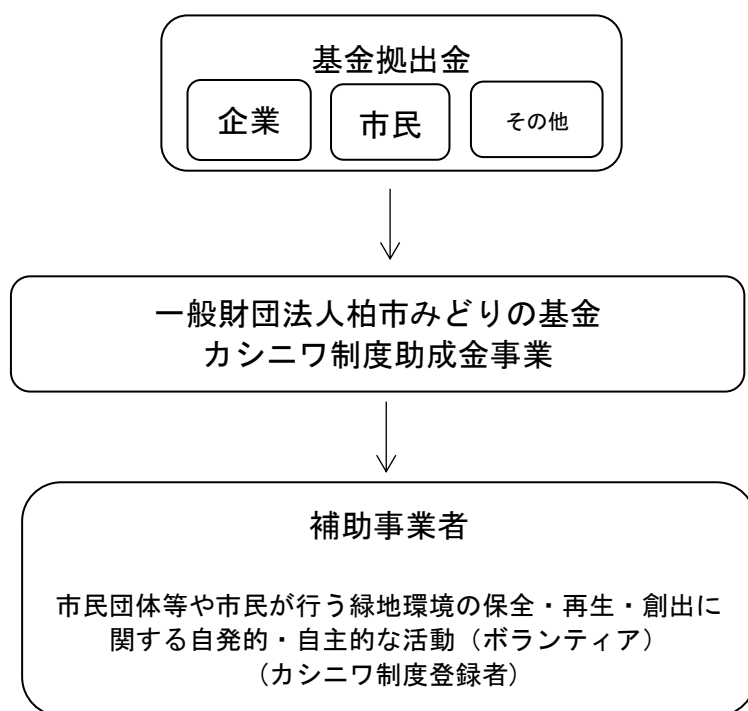 基金拠出金
企業
市民
その他
一般財団法人柏市みどりの基金
カシニワ制度助成金事業
補助事業者
市民団体等や市民が行う緑地環境の保全・再生・創出に
関する自発的・自主的な活動（ボランティア）
（カシニワ制度登録者）